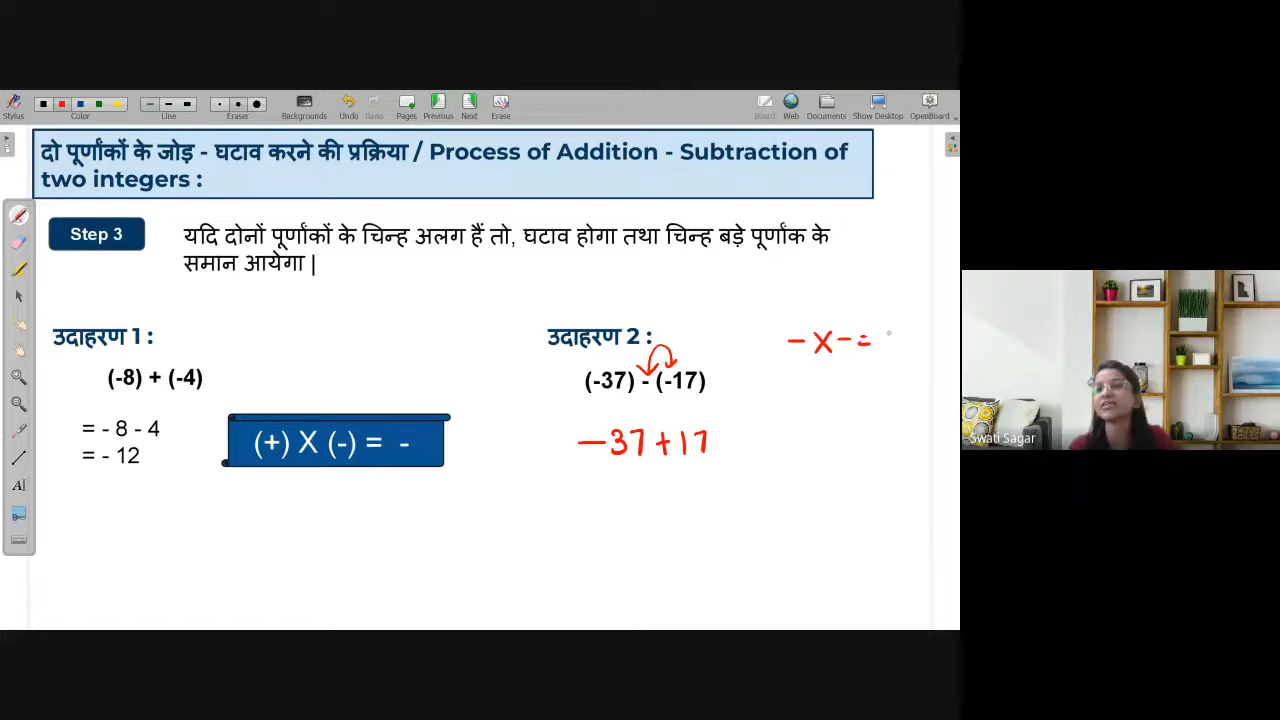 Stylus
Color
Line
Eraser
Backgrounds
Undo
Redo
Pages
Previous
Next
Erase
Board
Web
Documents
Show Desktop
OpenBoard
दो पूर्णांकों के जोड़ - घटाव करने की प्रक्रिया / Process of Addition - Subtraction of
two integers :
Step 3
यदि दोनों पूर्णांकों के चिन्ह अलग हैं तो, घटाव होगा तथा चिन्ह बड़े पूर्णांक के
समान आयेगा |
उदाहरण 1 :
(-8) + (-4)
= - 8 - 4
= - 12
(+) X (-) = -
उदाहरण 2 :
(-37) - (-17)
-37+17
-X-=
Swati Sagar